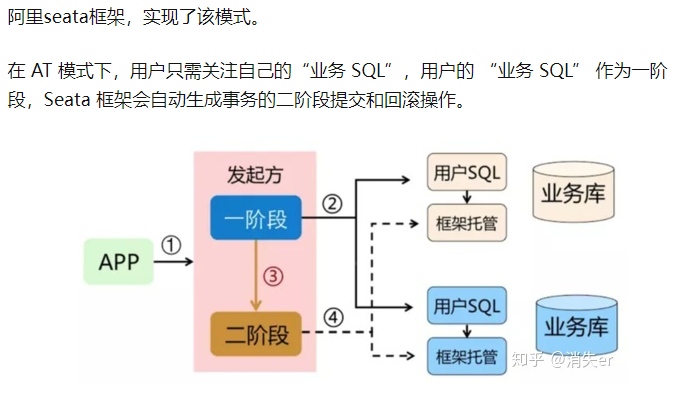 阿里seata框架，实现了该模式。
在 AT 模式下，用户只需关注自己的“业务 SQL”，用户的 “业务 SQL” 作为一阶
段，Seata 框架会自动生成事务的二阶段提交和回滚操作。
发起方
一阶段
二阶段
APP
①
②
③
④
用户SQL
框架托管
业务库
用户SQL
框架托管
业务库
知乎 @消失er